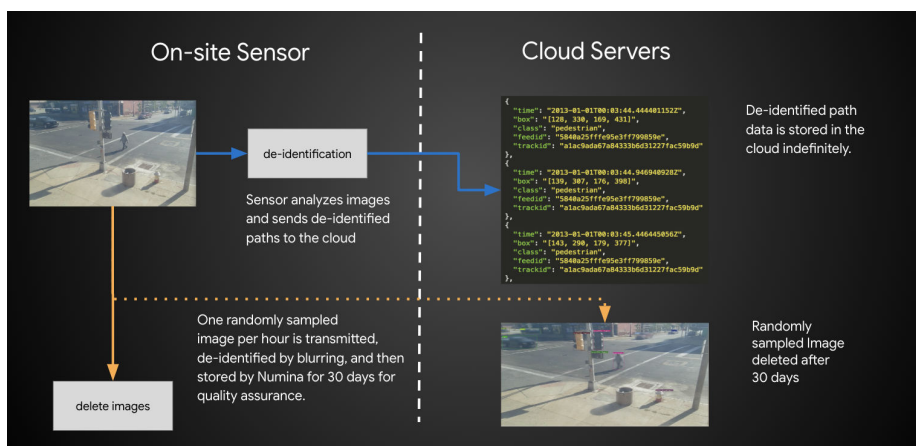 On-site Sensor
Cloud Servers
de-identification
Sensor analyzes images
and sends de-identified
paths to the cloud
{
"time": "2013-01-01T00:03:44.444401152Z",
"box": "[128, 330, 169, 431]",
"class": "pedestrian",
"feedid": "5840a25fffe95e3ff799859e",
"trackid": "a1ac9ada67a84333b6d31227fac59b9d"
},
{
"time": "2013-01-01T00:03:44.946940928Z",
"box": "[139, 307, 176, 398]",
"class": "pedestrian",
"feedid": "5840a25fffe95e3ff799859e",
"trackid": "a1ac9ada67a84333b6d31227fac59b9d"
},
{
"time": "2013-01-01T00:03:45.446445056Z",
"box": "[143, 290, 179, 377]",
"class": "pedestrian",
"feedid": "5840a25fffe95e3ff799859e",
"trackid": "a1ac9ada67a84333b6d31227fac59b9d"
},
De-identified path
data is stored in the
cloud indefinitely.
One randomly sampled
image per hour is transmitted,
de-identified by blurring, and then
stored by Numina for 30 days for
quality assurance.
delete images
Randomly
sampled Image
deleted after
30 days